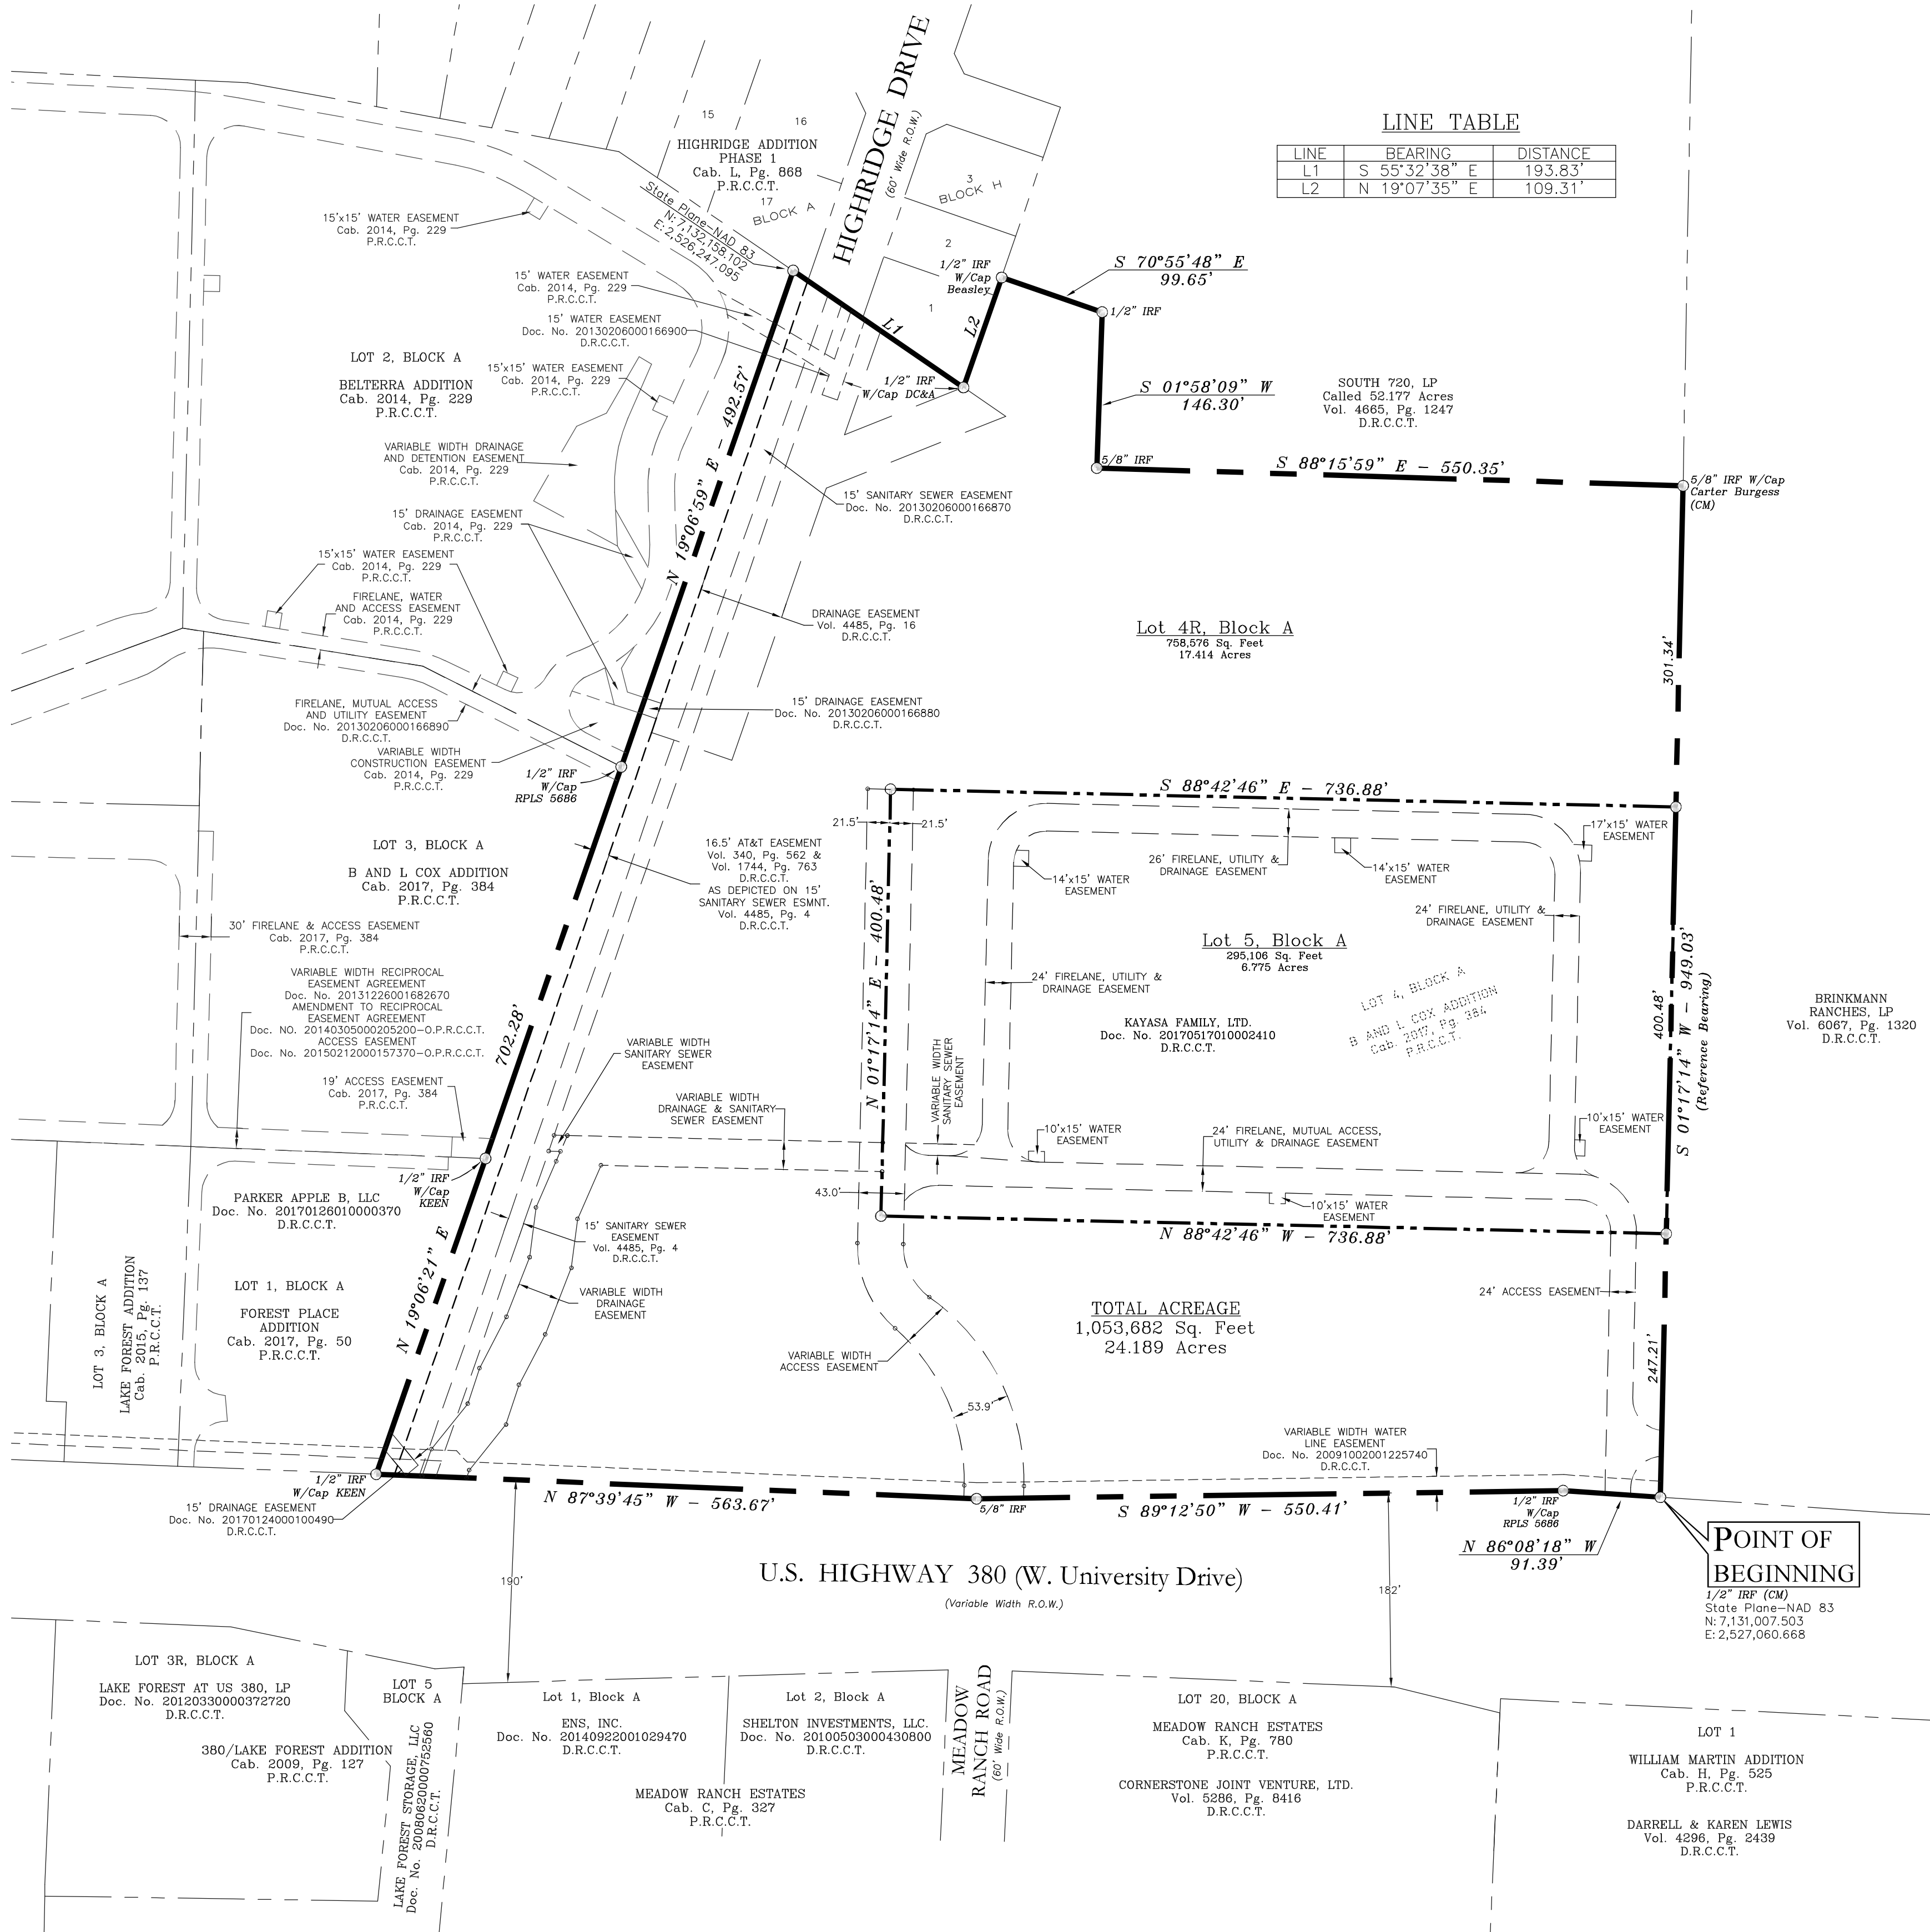 HIGHRIDGE DRIVE
(60' Wide R.O.W.)
LINE TABLE
LINE BEARING DISTANCE
L1 S 55°32'38" E 193.83'
L2 N 19°07'35" E 109.31'
15
16
HIGHRIDGE ADDITION
PHASE 1
Cab. L, Pg. 868
P.R.C.C.T.
17
BLOCK A
3
BLOCK H
2
1
State Plane-NAD 83
N: 7,132,158.102
E: 2,526,247.095
15'x15' WATER EASEMENT
Cab. 2014, Pg. 229
P.R.C.C.T.
15' WATER EASEMENT
Cab. 2014, Pg. 229
P.R.C.C.T.
15' WATER EASEMENT
Doc. No. 20130206000166900
D.R.C.C.T.
15'x15' WATER EASEMENT
Cab. 2014, Pg. 229
P.R.C.C.T.
1/2" IRF
W/Cap
Beasley
S 70°55'48" E
99.65'
1/2" IRF
L1
L2
1/2" IRF
W/Cap DC&A
S 01°58'09" W
146.30'
5/8" IRF
S 88°15'59" E - 550.35'
5/8" IRF W/Cap
Carter Burgess
(CM)
SOUTH 720, LP
Called 52.177 Acres
Vol. 4665, Pg. 1247
D.R.C.C.T.
LOT 2, BLOCK A
BELTERRA ADDITION
Cab. 2014, Pg. 229
P.R.C.C.T.
VARIABLE WIDTH DRAINAGE
AND DETENTION EASEMENT
Cab. 2014, Pg. 229
P.R.C.C.T.
15' DRAINAGE EASEMENT
Cab. 2014, Pg. 229
P.R.C.C.T.
15'x15' WATER EASEMENT
Cab. 2014, Pg. 229
P.R.C.C.T.
FIRELANE, WATER
AND ACCESS EASEMENT
Cab. 2014, Pg. 229
P.R.C.C.T.
N 19°06'59" E - 492.57'
15' SANITARY SEWER EASEMENT
Doc. No. 20130206000166870
D.R.C.C.T.
DRAINAGE EASEMENT
Vol. 4485, Pg. 16
D.R.C.C.T.
15' DRAINAGE EASEMENT
Doc. No. 20130206000166880
D.R.C.C.T.
FIRELANE, MUTUAL ACCESS
AND UTILITY EASEMENT
Doc. No. 20130206000166890
D.R.C.C.T.
VARIABLE WIDTH
CONSTRUCTION EASEMENT
Cab. 2014, Pg. 229
P.R.C.C.T.
1/2" IRF
W/Cap
RPLS 5686
Lot 4R, Block A
758,576 Sq. Feet
17.414 Acres
301.34'
S 88°42'46" E - 736.88'
21.5'
21.5'
LOT 3, BLOCK A
B AND L COX ADDITION
Cab. 2017, Pg. 384
P.R.C.C.T.
16.5' AT&T EASEMENT
Vol. 340, Pg. 562 &
Vol. 1744, Pg. 763
D.R.C.C.T.
AS DEPICTED ON 15'
SANITARY SEWER ESMNT.
Vol. 4485, Pg. 4
D.R.C.C.T.
14'x15' WATER
EASEMENT
26' FIRELANE, UTILITY &
DRAINAGE EASEMENT
14'x15' WATER
EASEMENT
17'x15' WATER
EASEMENT
24' FIRELANE, UTILITY &
DRAINAGE EASEMENT
30' FIRELANE & ACCESS EASEMENT
Cab. 2017, Pg. 384
P.R.C.C.T.
VARIABLE WIDTH RECIPROCAL
EASEMENT AGREEMENT
Doc. No. 20131226001682670
AMENDMENT TO RECIPROCAL
EASEMENT AGREEMENT
Doc. NO. 20140305000205200-O.P.R.C.C.T.
ACCESS EASEMENT
Doc. No. 20150212000157370-O.P.R.C.C.T.
19' ACCESS EASEMENT
Cab. 2017, Pg. 384
P.R.C.C.T.
702.28'
N 01°17'14" E - 400.48'
Lot 5, Block A
295,106 Sq. Feet
6.775 Acres
24' FIRELANE, UTILITY &
DRAINAGE EASEMENT
KAYASA FAMILY, LTD.
Doc. No. 20170517010002410
D.R.C.C.T.
LOT 4, BLOCK A
B AND L COX ADDITION
Cab. 2017, Pg. 384
P.R.C.C.T.
400.48'
S 01°17'14" W - 949.03'
(Reference Bearing)
BRINKMANN
RANCHES, LP
Vol. 6067, Pg. 1320
D.R.C.C.T.
VARIABLE WIDTH
SANITARY SEWER
EASEMENT
VARIABLE WIDTH
DRAINAGE & SANITARY
SEWER EASEMENT
VARIABLE WIDTH
SANITARY SEWER
EASEMENT
10'x15' WATER
EASEMENT
24' FIRELANE, MUTUAL ACCESS,
UTILITY & DRAINAGE EASEMENT
10'x15' WATER
EASEMENT
10'x15' WATER
EASEMENT
43.0'
N 88°42'46" W - 736.88'
1/2" IRF
W/Cap
KEEN
PARKER APPLE B, LLC
Doc. No. 20170126010000370
D.R.C.C.T.
15' SANITARY SEWER
EASEMENT
Vol. 4485, Pg. 4
D.R.C.C.T.
VARIABLE WIDTH
DRAINAGE
EASEMENT
N 19°06'21" E
LOT 3, BLOCK A
LAKE FOREST ADDITION
Cab. 2015, Pg. 137
P.R.C.C.T.
LOT 1, BLOCK A
FOREST PLACE
ADDITION
Cab. 2017, Pg. 50
P.R.C.C.T.
24' ACCESS EASEMENT
TOTAL ACREAGE
1,053,682 Sq. Feet
24.189 Acres
VARIABLE WIDTH
ACCESS EASEMENT
53.9'
247.21'
VARIABLE WIDTH WATER
LINE EASEMENT
Doc. No. 20091002001225740
D.R.C.C.T.
1/2" IRF
W/Cap KEEN
15' DRAINAGE EASEMENT
Doc. No. 20170124000100490
D.R.C.C.T.
N 87°39'45" W - 563.67'
5/8" IRF
S 89°12'50" W - 550.41'
1/2" IRF
W/Cap
RPLS 5686
N 86°08'18" W
91.39'
POINT OF
BEGINNING
1/2" IRF (CM)
State Plane-NAD 83
N: 7,131,007.503
E: 2,527,060.668
190'
U.S. HIGHWAY 380 (W. University Drive)
(Variable Width R.O.W.)
182'
LOT 3R, BLOCK A
LAKE FOREST AT US 380, LP
Doc. No. 20120330000372720
D.R.C.C.T.
380/LAKE FOREST ADDITION
Cab. 2009, Pg. 127
P.R.C.C.T.
LOT 5
BLOCK A
LAKE FOREST STORAGE, LLC
Doc. No. 20080620000752560
D.R.C.C.T.
Lot 1, Block A
ENS, INC.
Doc. No. 20140922001029470
D.R.C.C.T.
Lot 2, Block A
SHELTON INVESTMENTS, LLC.
Doc. No. 20100503000430800
D.R.C.C.T.
MEADOW RANCH ESTATES
Cab. C, Pg. 327
P.R.C.C.T.
MEADOW
RANCH ROAD
(60' Wide R.O.W.)
LOT 20, BLOCK A
MEADOW RANCH ESTATES
Cab. K, Pg. 780
P.R.C.C.T.
CORNERSTONE JOINT VENTURE, LTD.
Vol. 5286, Pg. 8416
D.R.C.C.T.
LOT 1
WILLIAM MARTIN ADDITION
Cab. H, Pg. 525
P.R.C.C.T.
DARRELL & KAREN LEWIS
Vol. 4296, Pg. 2439
D.R.C.C.T.